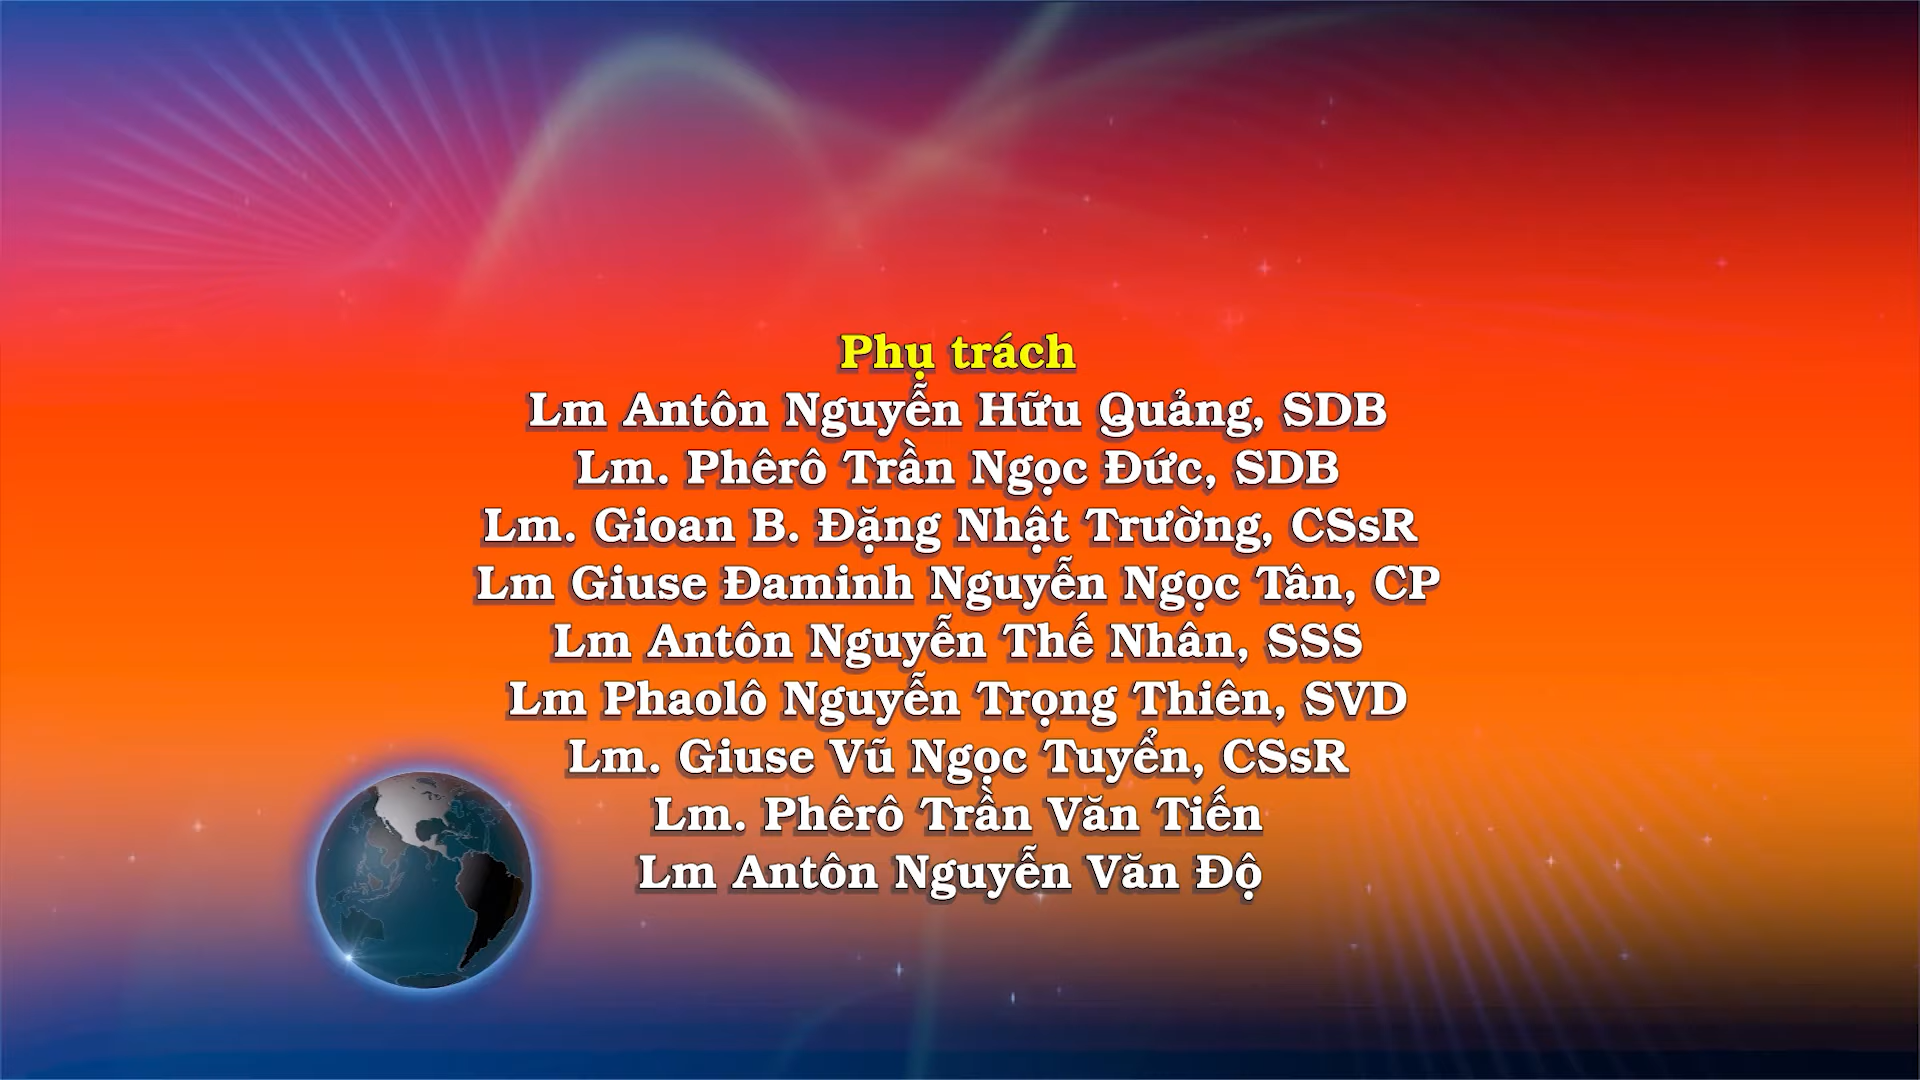 Phụ trách
Lm Antôn Nguyễn Hữu Quảng, SDB
Lm. Phêrô Trần Ngọc Đức, SDB
Lm. Gioan B. Đặng Nhật Trường, CSsR
Lm Giuse Đaminh Nguyễn Ngọc Tân, CP
Lm Antôn Nguyễn Thế Nhân, SSS
Lm Phaolô Nguyễn Trọng Thiên, SVD
Lm. Giuse Vũ Ngọc Tuyển, CSsR
Lm. Phêrô Trần Văn Tiến
Lm Antôn Nguyễn Văn Độ